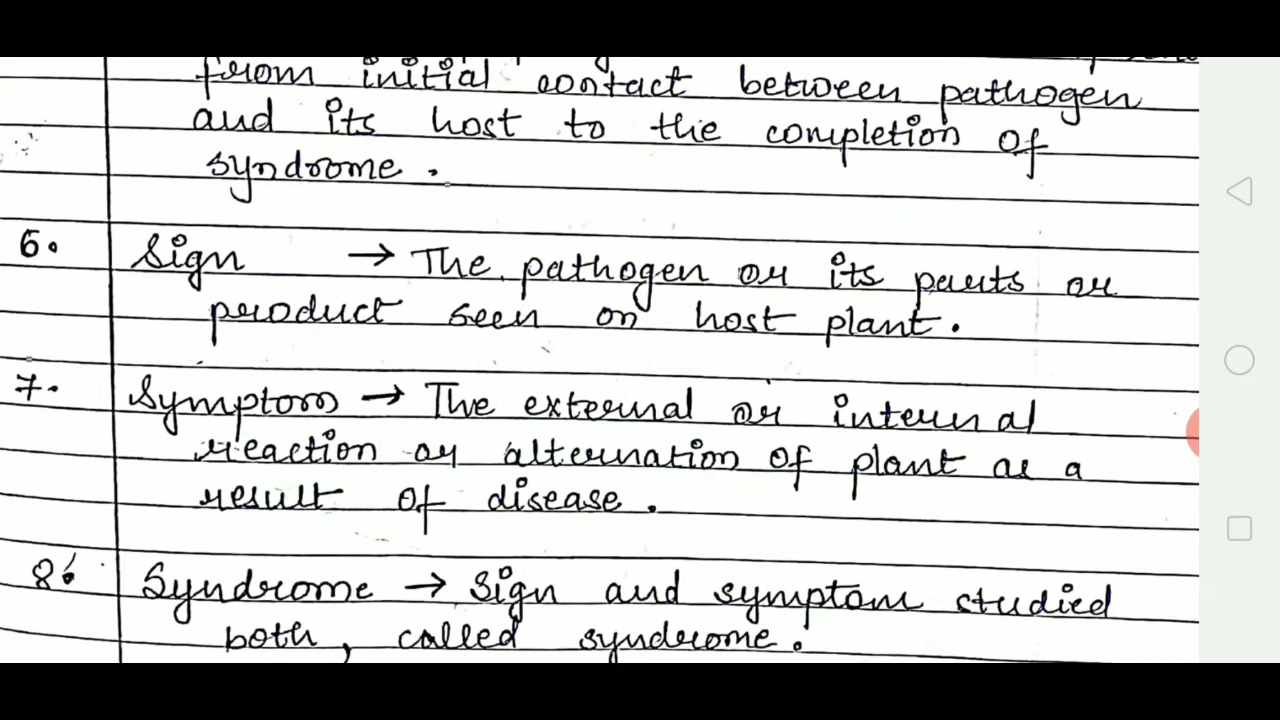 from initial contact between pathogen
and its host to the completion of
syndrome.
6. Sign → The pathogen or its parts or
product seen on host plant.
7. Symptom → The external or internal
reaction or alternation of plant as a
result of disease.
8. Syndrome → Sign and symptom studied
both, called syndrome.